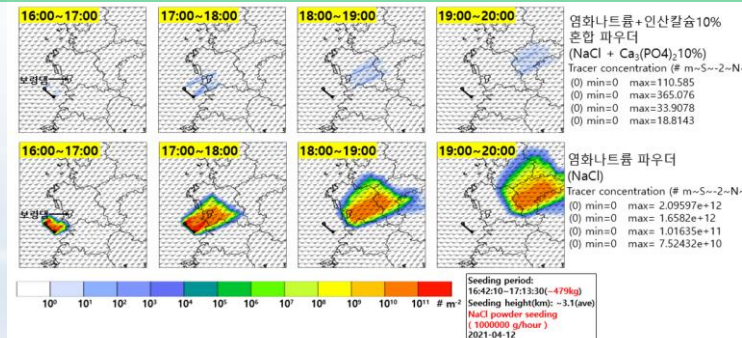 16:00~17:00
17:00~18:00
18:00~19:00
19:00~20:00
염화나트륨+인산칼슘10%
혼합 파우더
(NaCl + Ca₃(PO4)₂10%)
Tracer concentration (# m~S~-2~N~
(0) min=0 max=110.585
(0) min=0 max=365.076
(0) min=0 max=33.9078
(0) min=0 max=18.8143
보령댐
16:00~17:00
17:00~18:00
18:00~19:00
19:00~20:00
염화나트륨 파우더
(NaCl)
Tracer concentration (# m~S~-2~N~
(0) min=0 max= 2.09597e+12
(0) min=0 max= 1.6582e+12
(0) min=0 max= 1.01635e+11
(0) min=0 max= 7.52432e+10
보령댐
10⁰ 10¹ 10² 10³ 10⁴ 10⁵ 10⁶ 10⁷ 10⁸ 10⁹ 10¹⁰ 10¹¹ # m⁻²
Seeding period:
16:42:10~17:13:30(~479kg)
Seeding height(km): ~3.1(ave)
NaCl powder seeding
( 1000000 g/hour )
2021-04-12